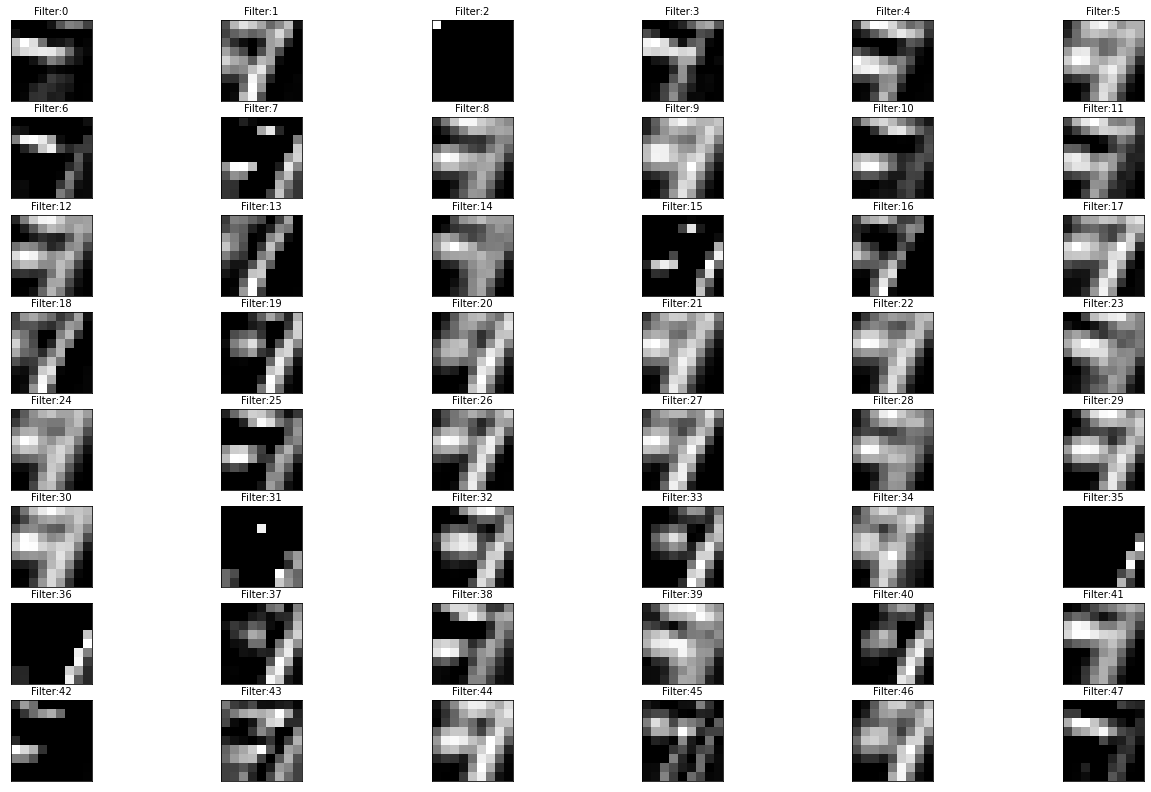 Filter:0 Filter:1 Filter:2 Filter:3 Filter:4 Filter:5
Filter:6 Filter:7 Filter:8 Filter:9 Filter:10 Filter:11
Filter:12 Filter:13 Filter:14 Filter:15 Filter:16 Filter:17
Filter:18 Filter:19 Filter:20 Filter:21 Filter:22 Filter:23
Filter:24 Filter:25 Filter:26 Filter:27 Filter:28 Filter:29
Filter:30 Filter:31 Filter:32 Filter:33 Filter:34 Filter:35
Filter:36 Filter:37 Filter:38 Filter:39 Filter:40 Filter:41
Filter:42 Filter:43 Filter:44 Filter:45 Filter:46 Filter:47